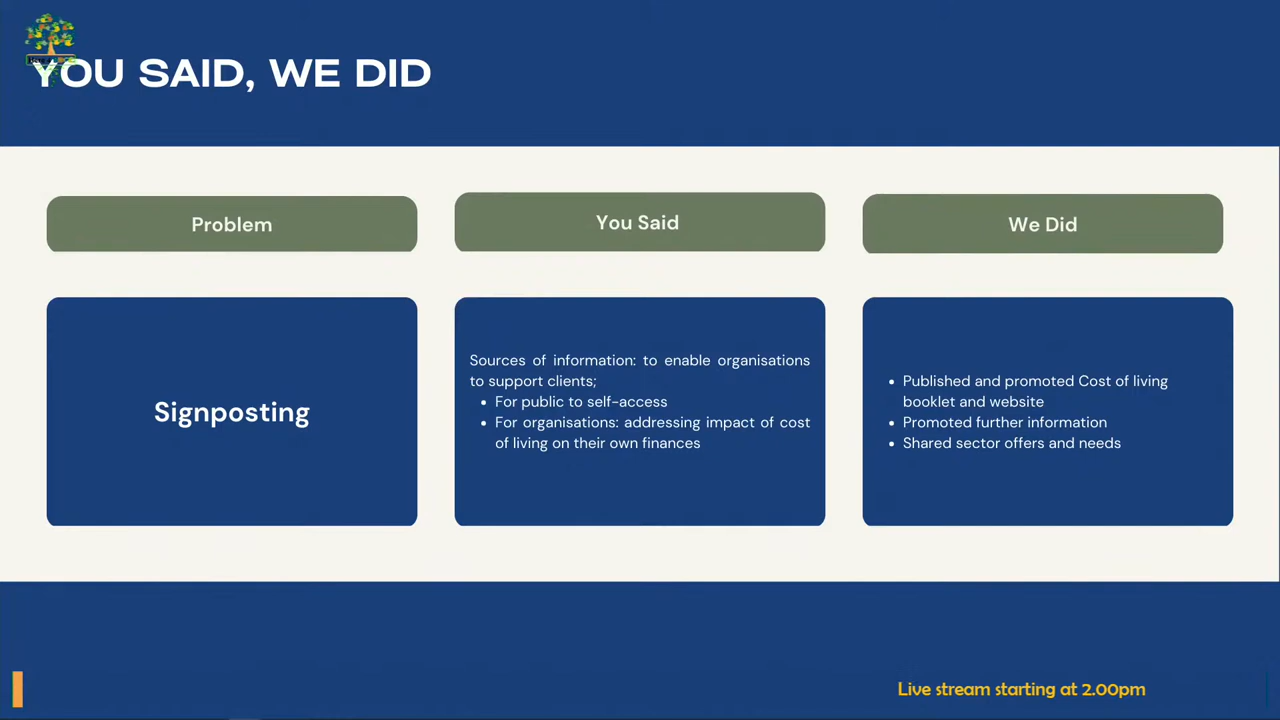 YOU SAID, WE DID
Problem
You Said
We Did
Signposting
Sources of information: to enable organisations
to support clients;
• For public to self-access
• For organisations: addressing impact of cost
of living on their own finances
• Published and promoted Cost of living
booklet and website
• Promoted further information
• Shared sector offers and needs
Live stream starting at 2.00pm